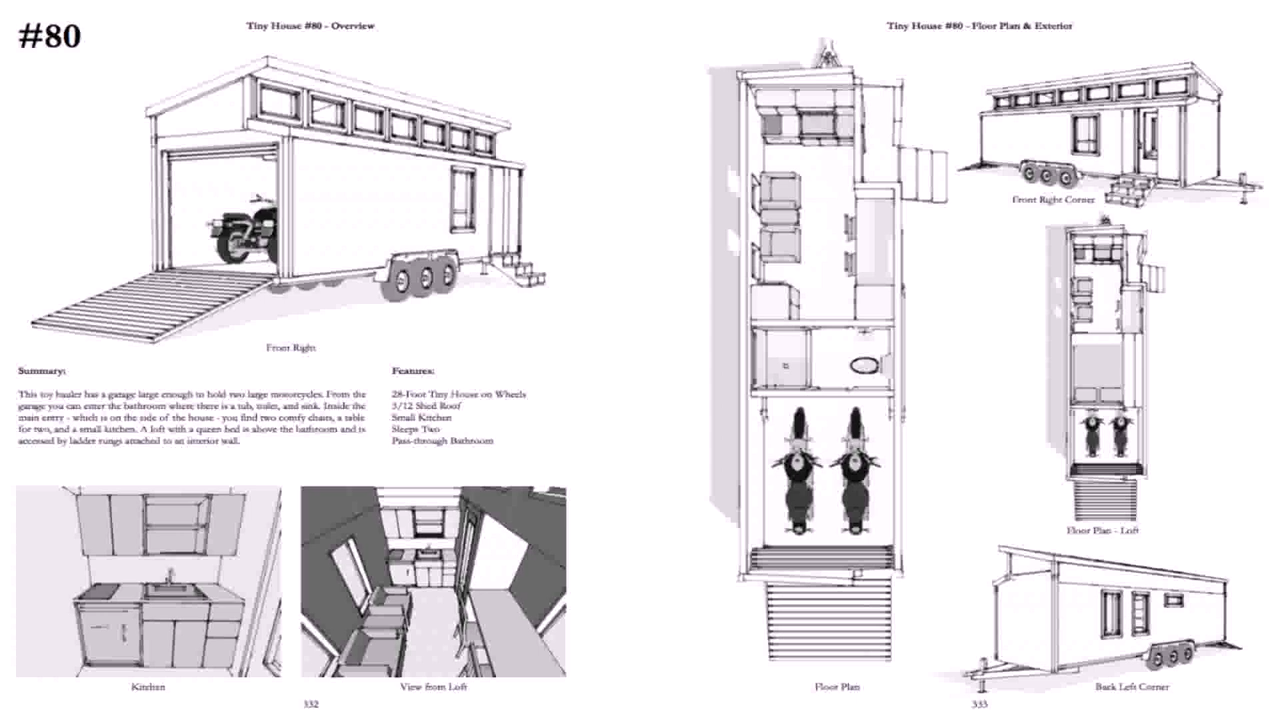 #80
Tiny House #80 - Overview
Front Right
Summary:
This toy hauler has a garage large enough to hold two large motorcycles. From the
garage you can enter the bathroom where there is a tub, toilet, and sink. Inside the
main entry - which is on the side of the house - you find two comfy chairs, a table
for two, and a small kitchen. A loft with a queen bed is above the bathroom and is
accessed by ladder rungs attached to an interior wall.
Features:
28-Foot Tiny House on Wheels
3/12 Shed Roof
Small Kitchen
Sleeps Two
Pass-through Bathroom
Kitchen
View from Loft
332
Tiny House #80 - Floor Plan & Exterior
Front Right Corner
Floor Plan - Loft
Floor Plan
Back Left Corner
333